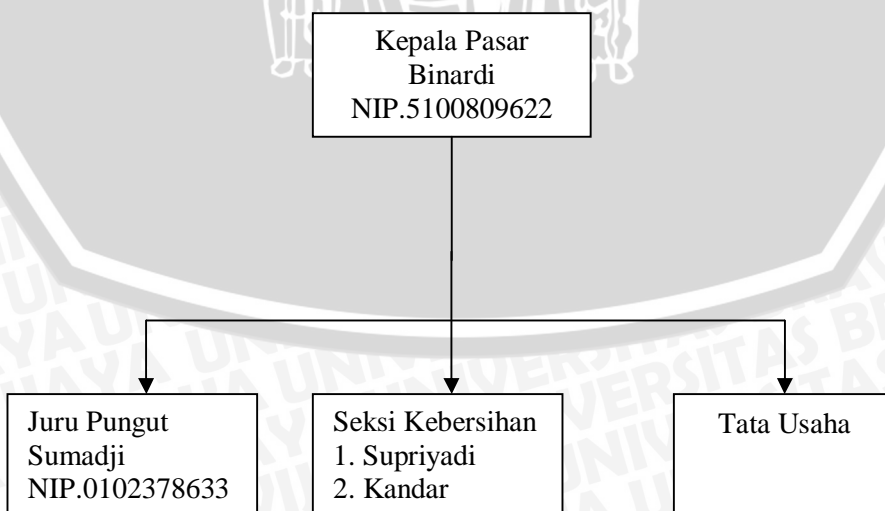 Kepala Pasar
Binardi
NIP.5100809622
Juru Pungut
Sumadji
NIP.0102378633
Seksi Kebersihan
1. Supriyadi
2. Kandar
Tata Usaha